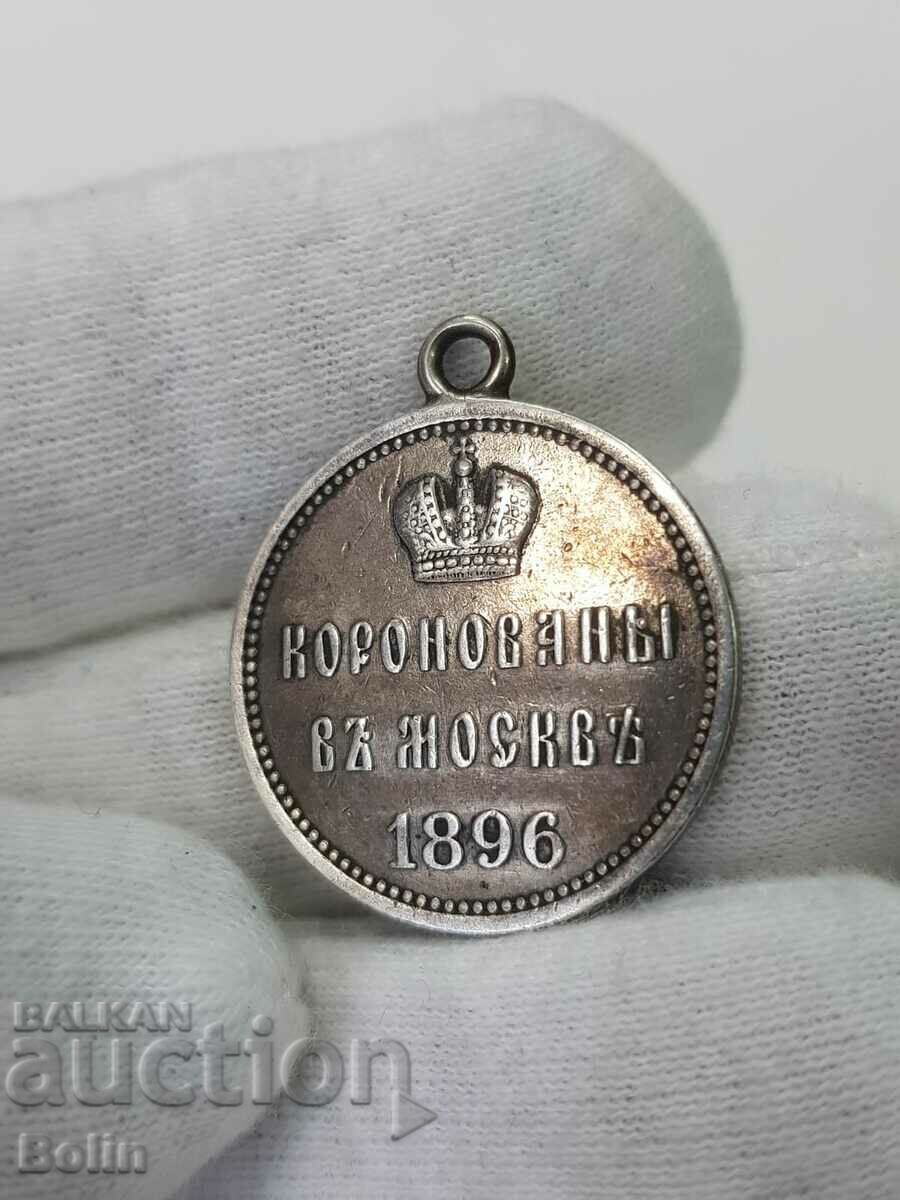 КОРОНОВАНЫ
ВЪ МОСКВѢ
1896
BALKAN
auction
Bolin